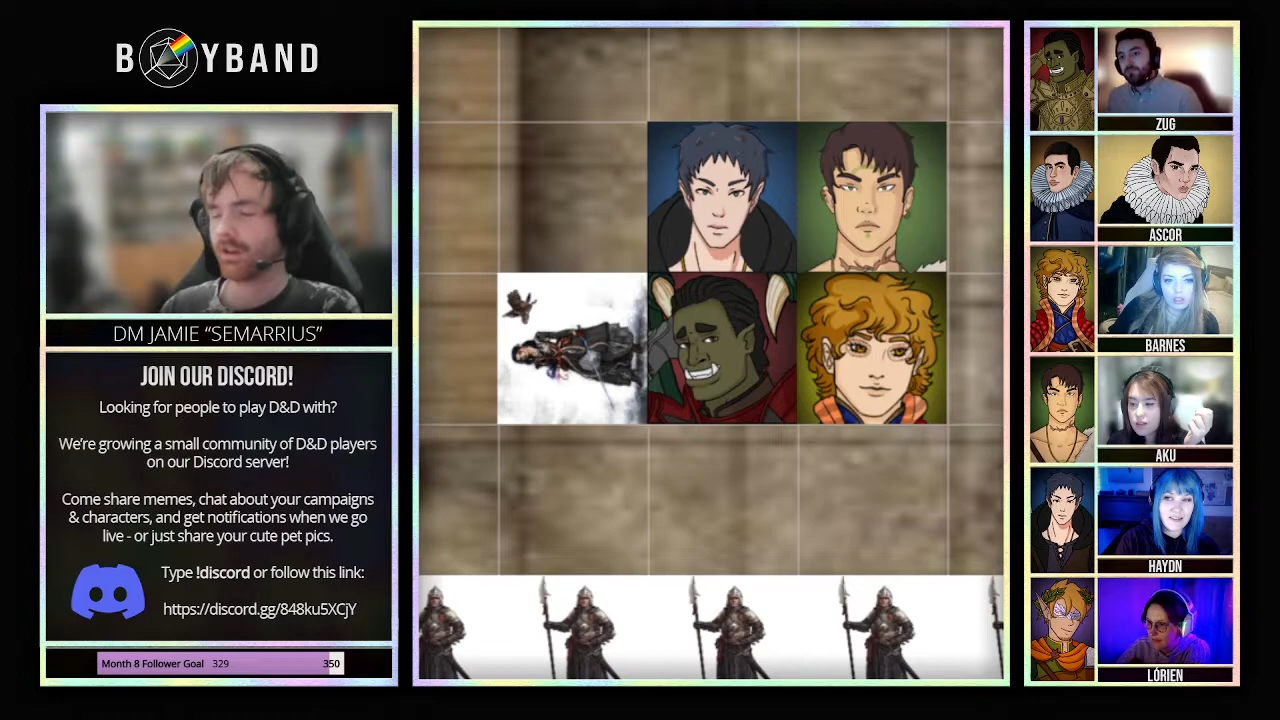 BOYBAND
DM JAMIE “SEMARRIUS”
JOIN OUR DISCORD!
Looking for people to play D&D with?
We’re growing a small community of D&D players
on our Discord server!
Come share memes, chat about your campaigns
& characters, and get notifications when we go
live - or just share your cute pet pics.
Type !discord or follow this link:
https://discord.gg/848ku5XCjY
Month 8 Follower Goal 329 350
ZUG
ASCOR
BARNES
AKU
HAYDN
LÓRIEN